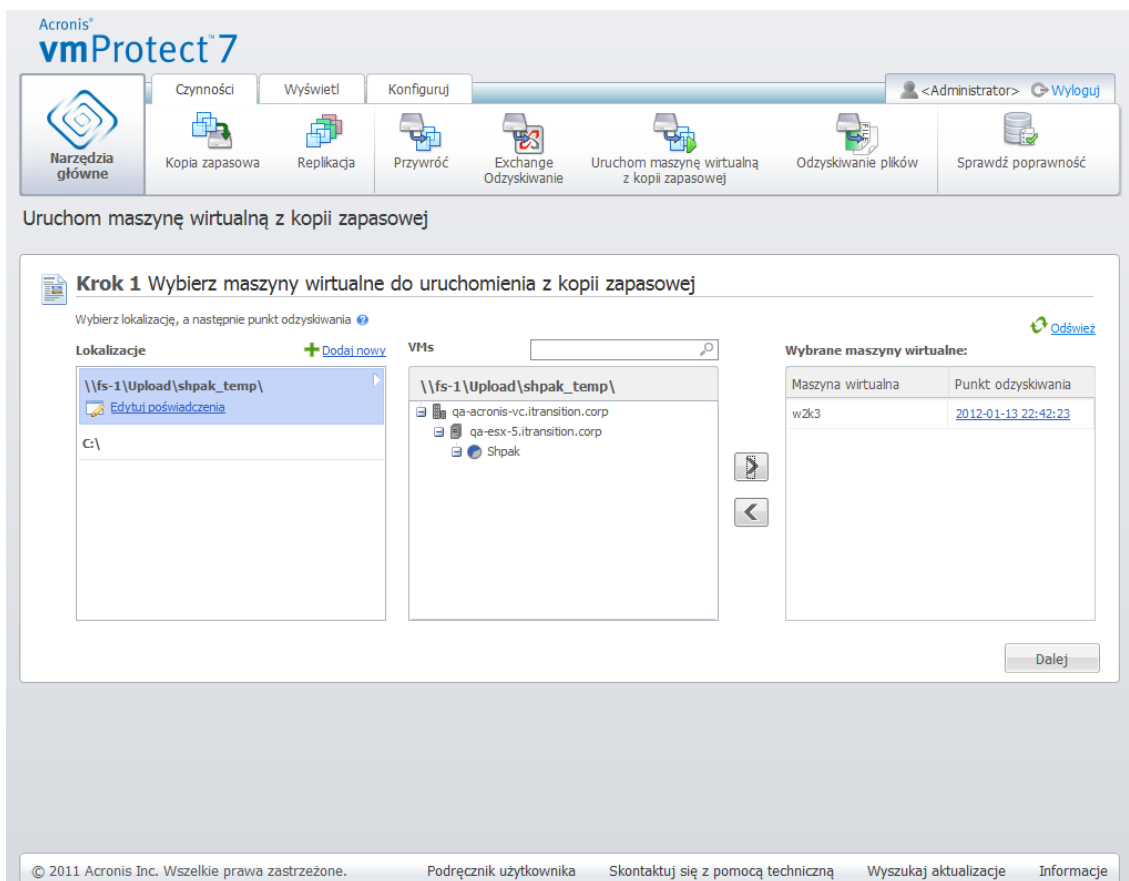 Acronis®
vmProtect™7
Czynności
Wyświetl
Konfiguruj
<Administrator>
Wyloguj
Narzędzia
główne
Kopia zapasowa
Replikacja
Przywróć
Exchange
Odzyskiwanie
Uruchom maszynę wirtualną
z kopii zapasowej
Odzyskiwanie plików
Sprawdź poprawność
Uruchom maszynę wirtualną z kopii zapasowej
Krok 1 Wybierz maszyny wirtualne do uruchomienia z kopii zapasowej
Wybierz lokalizację, a następnie punkt odzyskiwania
Odśwież
Lokalizacje
Dodaj nowy
VMs
Wybrane maszyny wirtualne:
\\fs-1\Upload\shpak_temp\
Edytuj poświadczenia
C:\
\\fs-1\Upload\shpak_temp\
qa-acronis-vc.itransition.corp
qa-esx-5.itransition.corp
Shpak
Maszyna wirtualna
Punkt odzyskiwania
w2k3
2012-01-13 22:42:23
Dalej
© 2011 Acronis Inc. Wszelkie prawa zastrzeżone.
Podręcznik użytkownika
Skontaktuj się z pomocą techniczną
Wyszukaj aktualizacje
Informacje